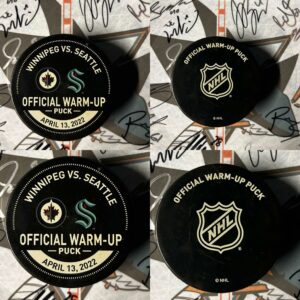 WINNIPEG VS. SEATTLE
OFFICIAL WARM-UP
PUCK
APRIL 13, 2022
OFFICIAL WARM-UP PUCK
NHL
© NHL
WINNIPEG VS. SEATTLE
OFFICIAL WARM-UP
PUCK
APRIL 13, 2022
OFFICIAL WARM-UP PUCK
NHL
© NHL